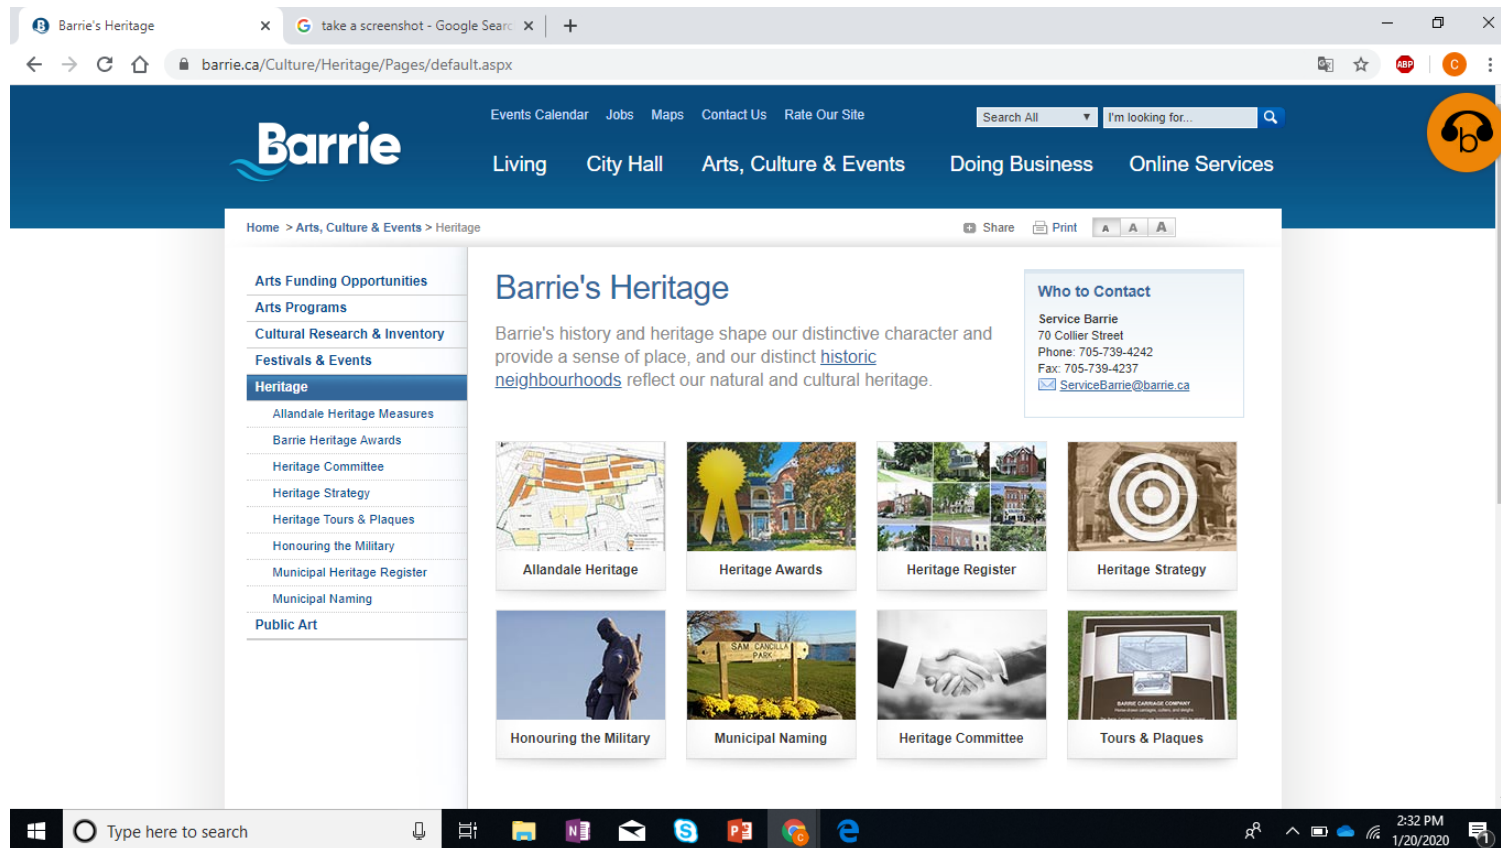 Barrie's Heritage
take a screenshot - Google Searc
barrie.ca/Culture/Heritage/Pages/default.aspx
ABP
C
Barrie
Events Calendar Jobs Maps Contact Us Rate Our Site
Search All
I'm looking for...
b
Living City Hall Arts, Culture & Events Doing Business Online Services
Home > Arts, Culture & Events > Heritage
Share Print A A A
Arts Funding Opportunities
Arts Programs
Cultural Research & Inventory
Festivals & Events
Heritage
Allandale Heritage Measures
Barrie Heritage Awards
Heritage Committee
Heritage Strategy
Heritage Tours & Plaques
Honouring the Military
Municipal Heritage Register
Municipal Naming
Public Art
Barrie's Heritage
Barrie's history and heritage shape our distinctive character and
provide a sense of place, and our distinct historic
neighbourhoods reflect our natural and cultural heritage.
Who to Contact
Service Barrie
70 Collier Street
Phone: 705-739-4242
Fax: 705-739-4237
ServiceBarrie@barrie.ca
Allandale Heritage
Heritage Awards
Heritage Register
Heritage Strategy
SAM CANCILLA
PARK
BARRIE CARRIAGE COMPANY
Honouring the Military
Municipal Naming
Heritage Committee
Tours & Plaques
Type here to search
2:32 PM
1/20/2020
1